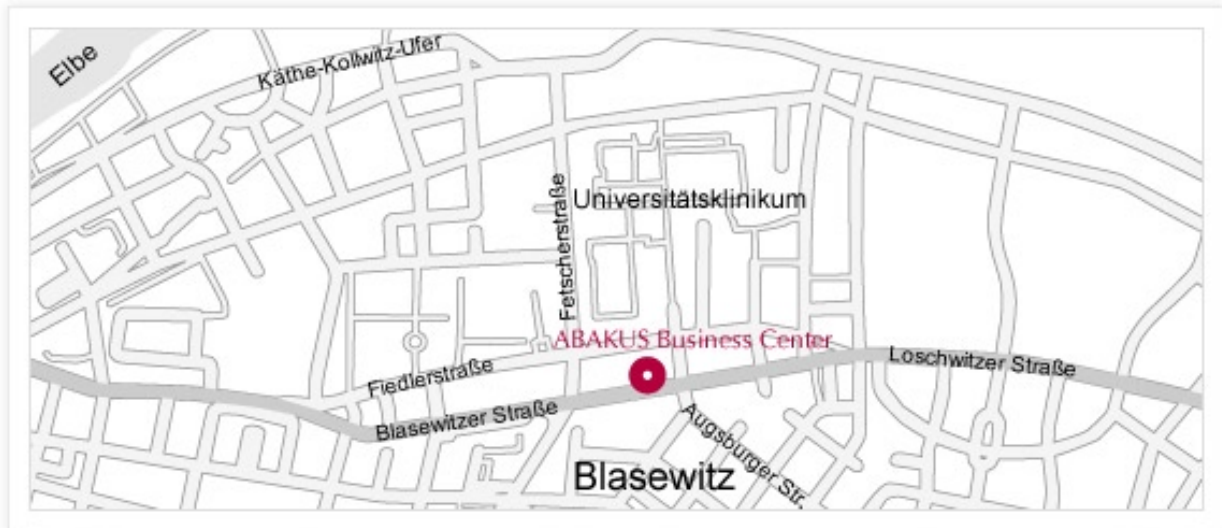 Elbe
Käthe-Kollwitz-Ufer
Fetscherstraße
Universitätsklinikum
ABAKUS Business Center
Fiedlerstraße
Loschwitzer Straße
Blasewitzer Straße
Augsburger Str.
Blasewitz